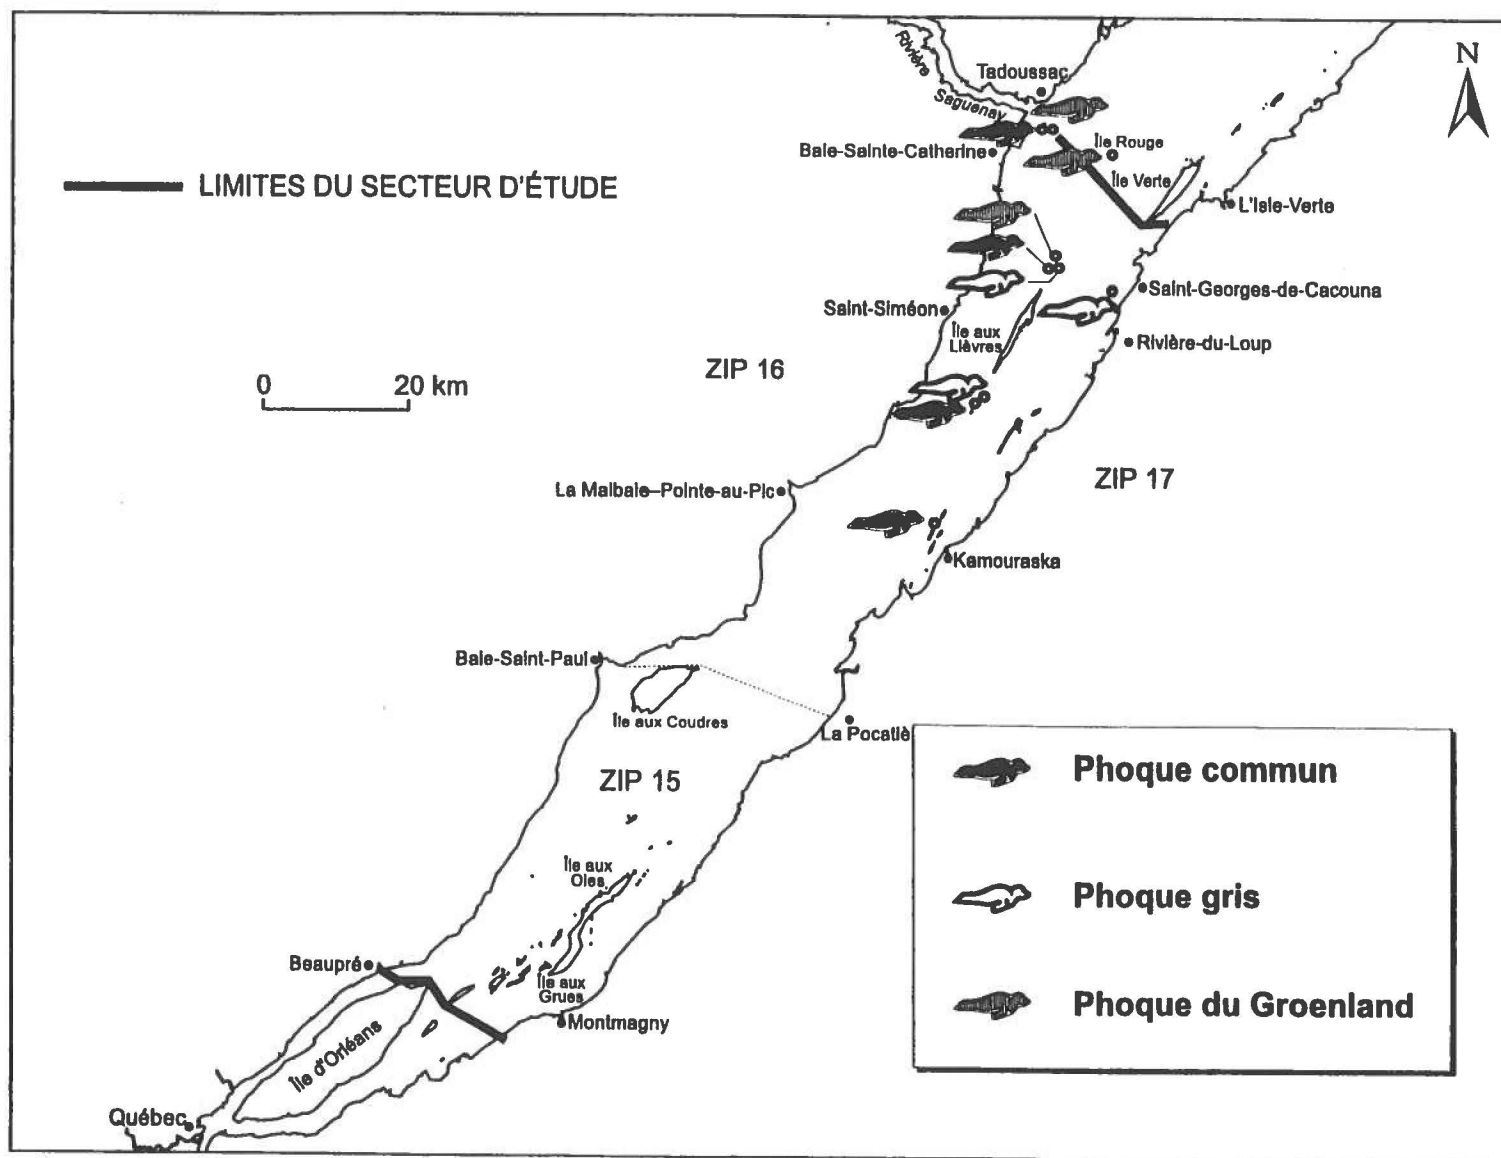 N
Rivière
Saguenay
Tadoussac
Baie-Sainte-Catherine
Île Rouge
Île Verte
L'Isle-Verte
LIMITES DU SECTEUR D'ÉTUDE
Saint-Georges-de-Cacouna
Saint-Siméon
Île aux
Lièvres
Rivière-du-Loup
ZIP 16
0 20 km
ZIP 17
La Malbaie–Pointe-au-Pic
Kamouraska
Baie-Saint-Paul
Île aux Coudres
La Pocatiè
ZIP 15
Phoque commun
Île aux
Oies
Phoque gris
Beaupré
Île aux
Grues
Montmagny
Phoque du Groenland
Île d'Orléans
Québec